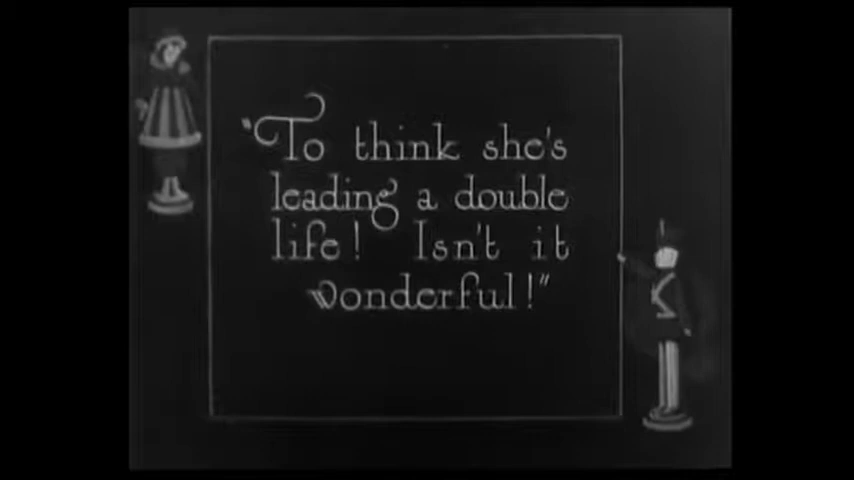 "To think she's
leading a double
life! Isn't it
wonderful!"